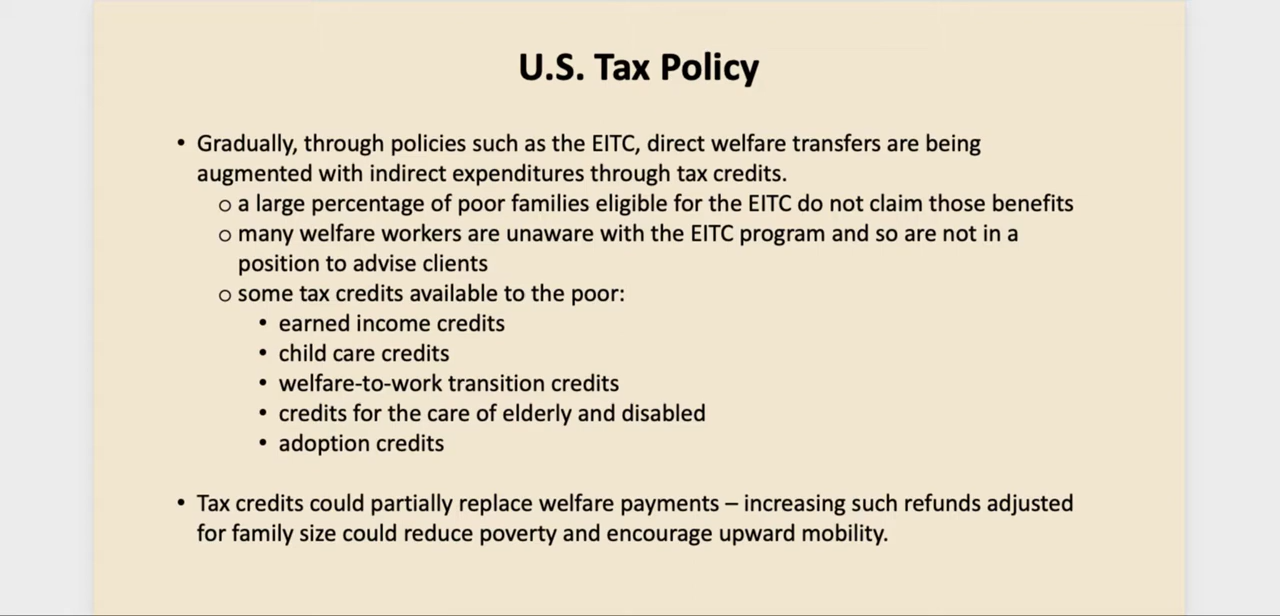 U.S. Tax Policy
• Gradually, through policies such as the EITC, direct welfare transfers are being
augmented with indirect expenditures through tax credits.
o a large percentage of poor families eligible for the EITC do not claim those benefits
o many welfare workers are unaware with the EITC program and so are not in a
position to advise clients
o some tax credits available to the poor:
• earned income credits
• child care credits
• welfare-to-work transition credits
• credits for the care of elderly and disabled
• adoption credits
• Tax credits could partially replace welfare payments – increasing such refunds adjusted
for family size could reduce poverty and encourage upward mobility.